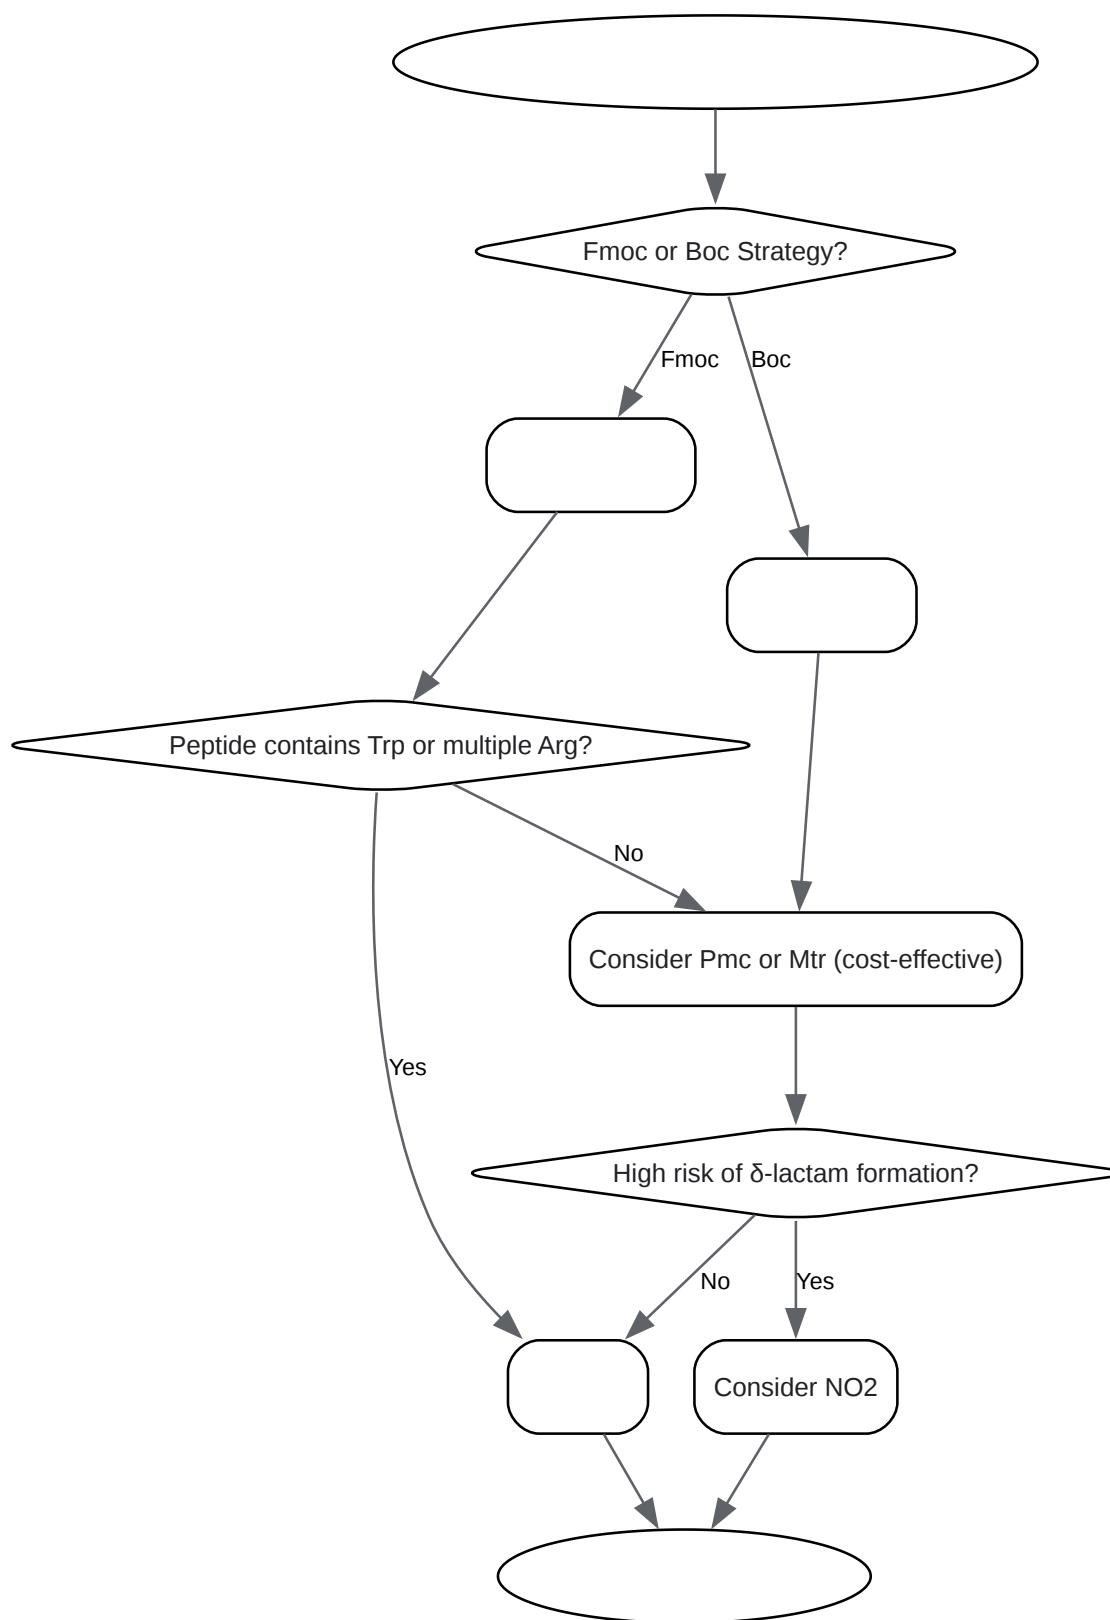 Fmoc or Boc Strategy?
Fmoc
Boc
Peptide contains Trp or multiple Arg?
No
Consider Pmc or Mtr (cost-effective)
Yes
High risk of δ-lactam formation?
No
Yes
Consider NO2